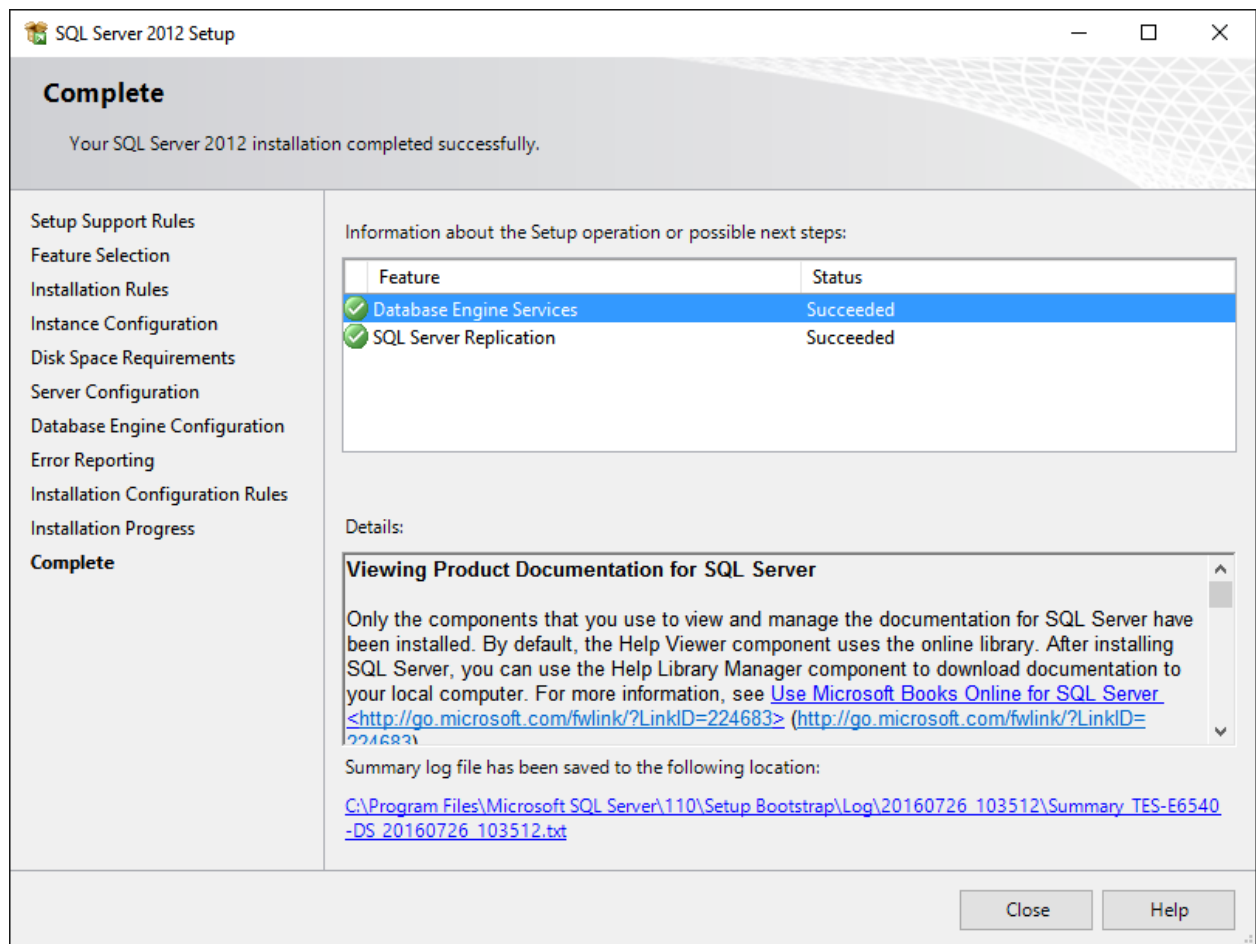 SQL Server 2012 Setup
Complete
Your SQL Server 2012 installation completed successfully.
Setup Support Rules
Feature Selection
Installation Rules
Instance Configuration
Disk Space Requirements
Server Configuration
Database Engine Configuration
Error Reporting
Installation Configuration Rules
Installation Progress
Complete
Information about the Setup operation or possible next steps:
Feature Status
Database Engine Services Succeeded
SQL Server Replication Succeeded
Details:
Viewing Product Documentation for SQL Server
Only the components that you use to view and manage the documentation for SQL Server have
been installed. By default, the Help Viewer component uses the online library. After installing
SQL Server, you can use the Help Library Manager component to download documentation to
your local computer. For more information, see Use Microsoft Books Online for SQL Server
<http://go.microsoft.com/fwlink/?LinkID=224683> (http://go.microsoft.com/fwlink/?LinkID=
224683)
Summary log file has been saved to the following location:
C:\Program Files\Microsoft SQL Server\110\Setup Bootstrap\Log\20160726_103512\Summary_TES-E6540
-DS_20160726_103512.txt
Close Help